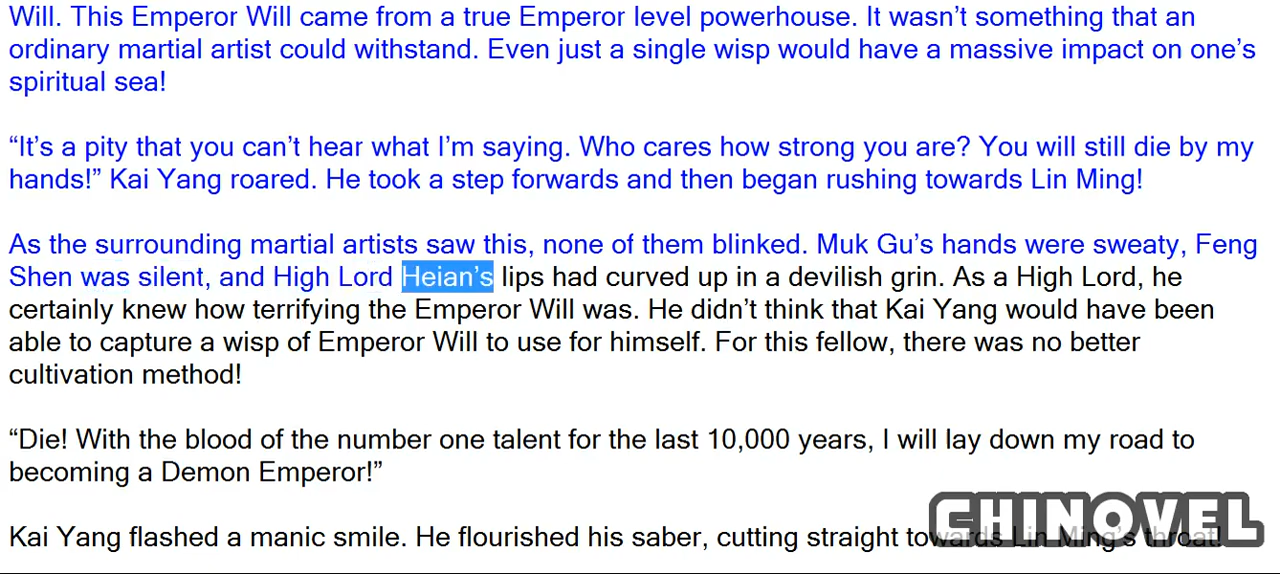 Will. This Emperor Will came from a true Emperor level powerhouse. It wasn’t something that an
ordinary martial artist could withstand. Even just a single wisp would have a massive impact on one’s
spiritual sea!
“It’s a pity that you can’t hear what I’m saying. Who cares how strong you are? You will still die by my
hands!” Kai Yang roared. He took a step forwards and then began rushing towards Lin Ming!
As the surrounding martial artists saw this, none of them blinked. Muk Gu’s hands were sweaty, Feng
Shen was silent, and High Lord Heian’s lips had curved up in a devilish grin. As a High Lord, he
certainly knew how terrifying the Emperor Will was. He didn’t think that Kai Yang would have been
able to capture a wisp of Emperor Will to use for himself. For this fellow, there was no better
cultivation method!
“Die! With the blood of the number one talent for the last 10,000 years, I will lay down my road to
becoming a Demon Emperor!”
Kai Yang flashed a manic smile. He flourished his saber, cutting straight towards Lin Ming’s throat!
CHINOVEL